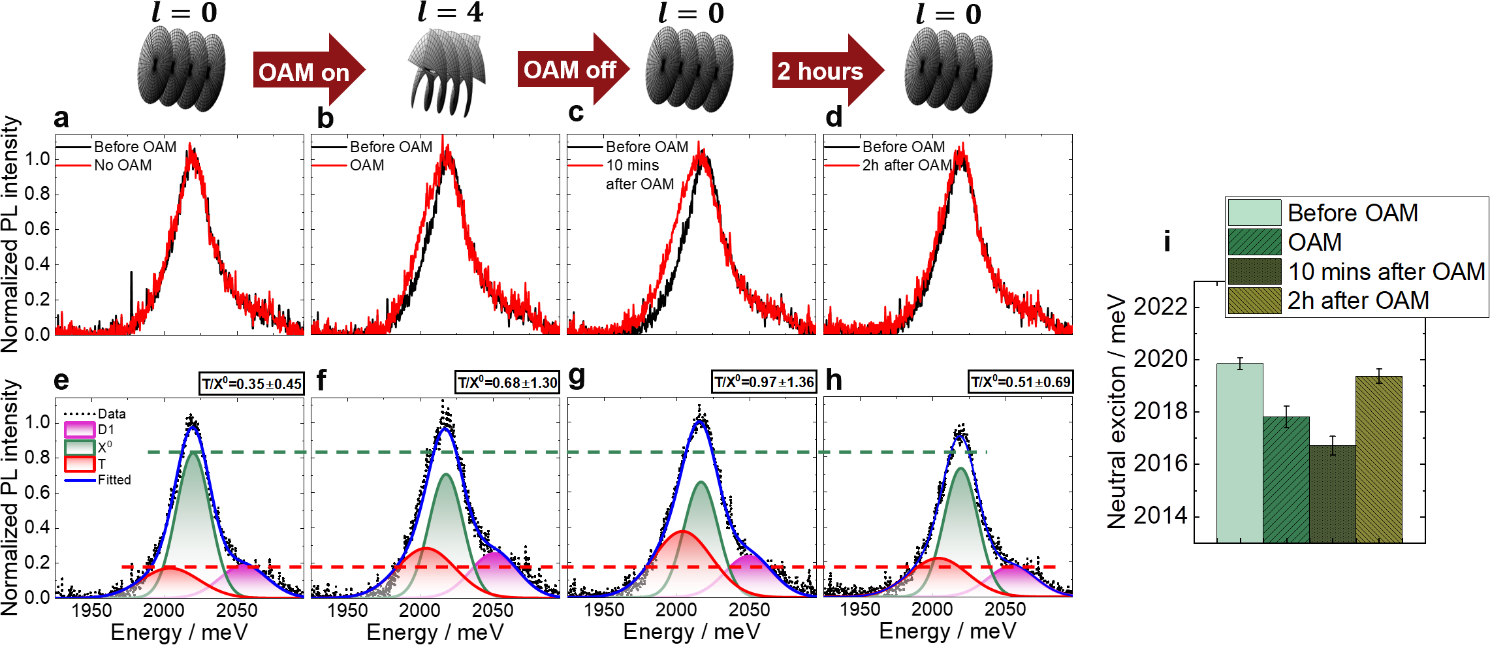 l = 0
l = 4
l = 0
l = 0
OAM on
OAM off
2 hours
a
b
c
d
Normalized PL intensity
1.0
0.8
0.6
0.4
0.2
0.0
Before OAM
No OAM
Before OAM
OAM
Before OAM
10 mins
after OAM
Before OAM
2h after OAM
e
f
g
h
T/X⁰=0.35±0.45
T/X⁰=0.68±1.30
T/X⁰=0.97±1.36
T/X⁰=0.51±0.69
Normalized PL intensity
1.0
0.8
0.6
0.4
0.2
0.0
Data
D1
X⁰
T
Fitted
1950
2000
2050
1950
2000
2050
1950
2000
2050
1950
2000
2050
Energy / meV
Energy / meV
Energy / meV
Energy / meV
i
Before OAM
OAM
10 mins after OAM
2h after OAM
Neutral exciton / meV
2022
2020
2018
2016
2014